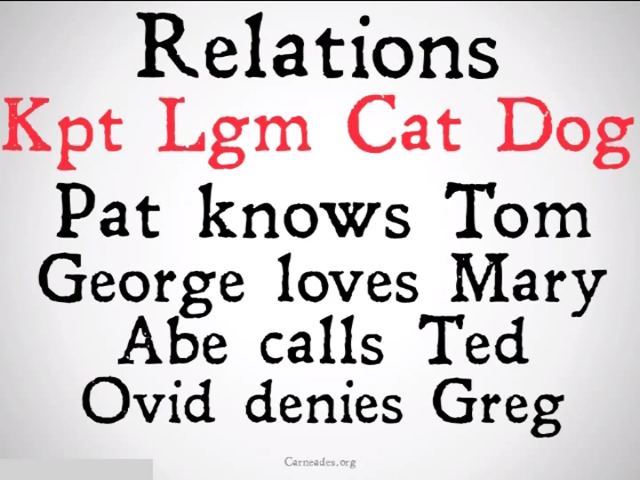 Relations
Kpt Lgm Cat Dog
Pat knows Tom
George loves Mary
Abe calls Ted
Ovid denies Greg
Carneades.org